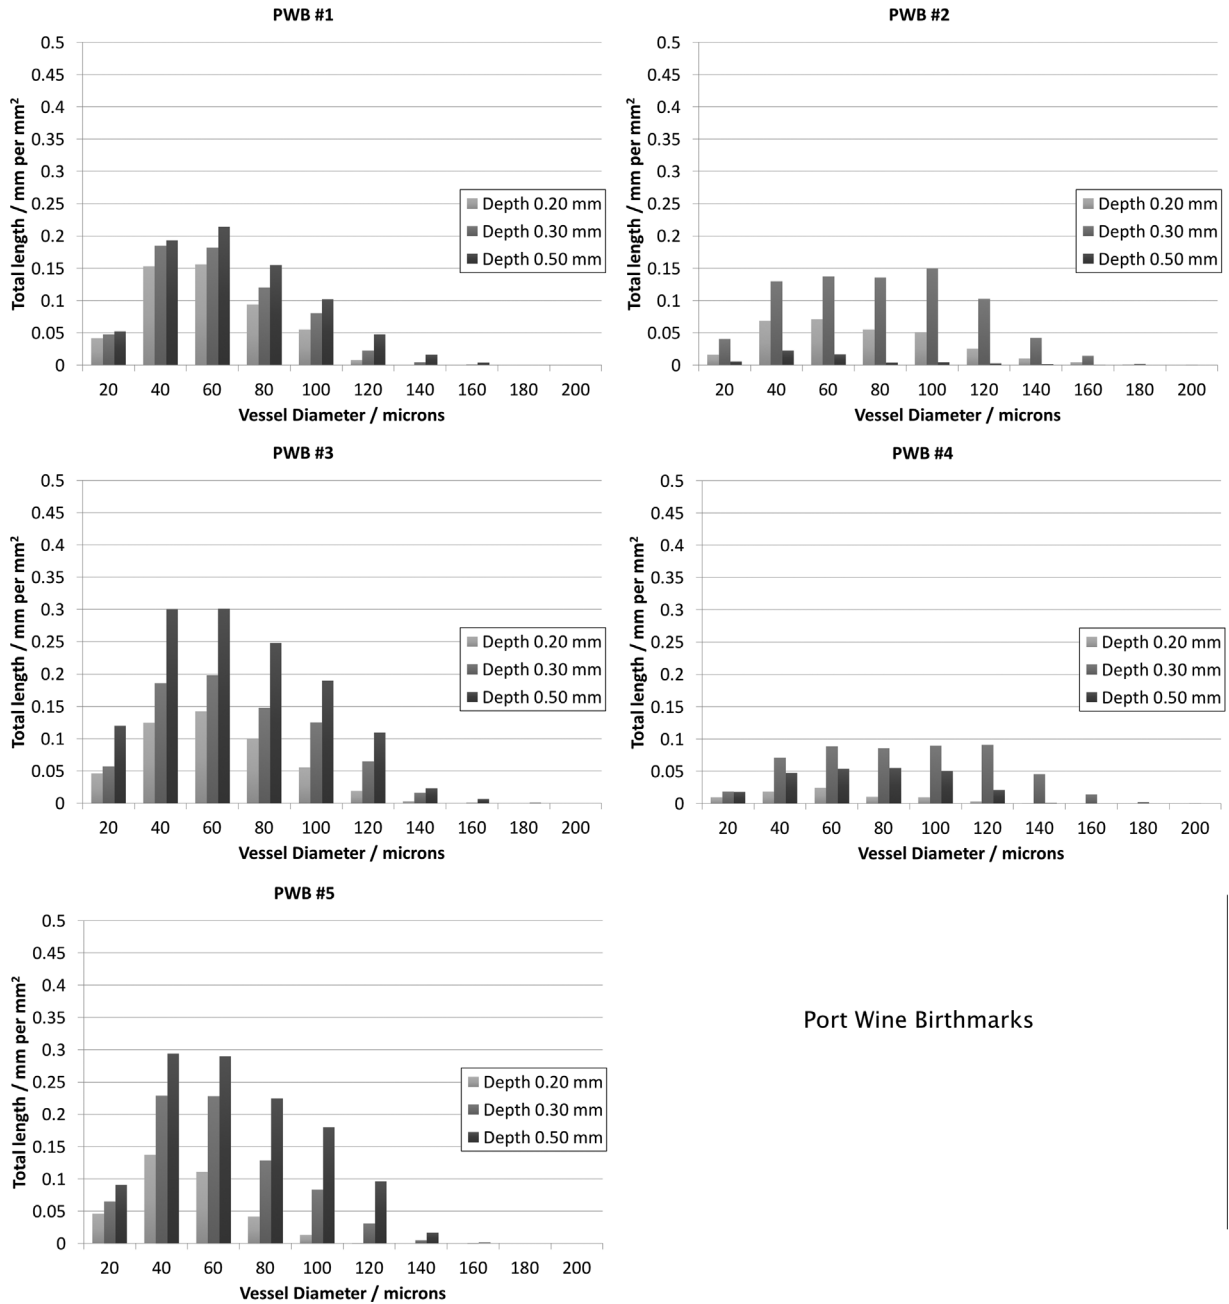 PWB #1
0.5
0.45
0.4
0.35
0.3
0.25
0.2
0.15
0.1
0.05
0
Total length / mm per mm²
Depth 0.20 mm
Depth 0.30 mm
Depth 0.50 mm
20 40 60 80 100 120 140 160 180 200
Vessel Diameter / microns
PWB #2
0.5
0.45
0.4
0.35
0.3
0.25
0.2
0.15
0.1
0.05
0
Total length / mm per mm²
Depth 0.20 mm
Depth 0.30 mm
Depth 0.50 mm
20 40 60 80 100 120 140 160 180 200
Vessel Diameter / microns
PWB #3
0.5
0.45
0.4
0.35
0.3
0.25
0.2
0.15
0.1
0.05
0
Total length / mm per mm²
Depth 0.20 mm
Depth 0.30 mm
Depth 0.50 mm
20 40 60 80 100 120 140 160 180 200
Vessel Diameter / microns
PWB #4
0.5
0.45
0.4
0.35
0.3
0.25
0.2
0.15
0.1
0.05
0
Total length / mm per mm²
Depth 0.20 mm
Depth 0.30 mm
Depth 0.50 mm
20 40 60 80 100 120 140 160 180 200
Vessel Diameter / microns
PWB #5
0.5
0.45
0.4
0.35
0.3
0.25
0.2
0.15
0.1
0.05
0
Total length / mm per mm²
Depth 0.20 mm
Depth 0.30 mm
Depth 0.50 mm
20 40 60 80 100 120 140 160 180 200
Vessel Diameter / microns
Port Wine Birthmarks